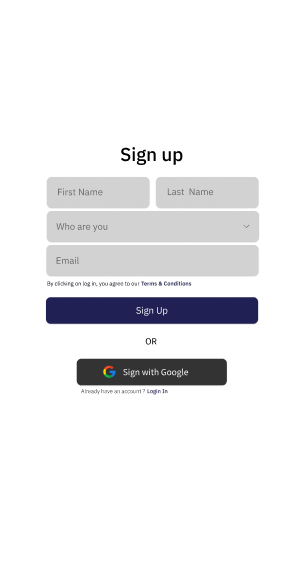 Sign up
First Name
Last Name
Who are you
Email
By clicking on log in, you agree to our Terms & Conditions
Sign Up
OR
Sign with Google
Already have an account ? Login In